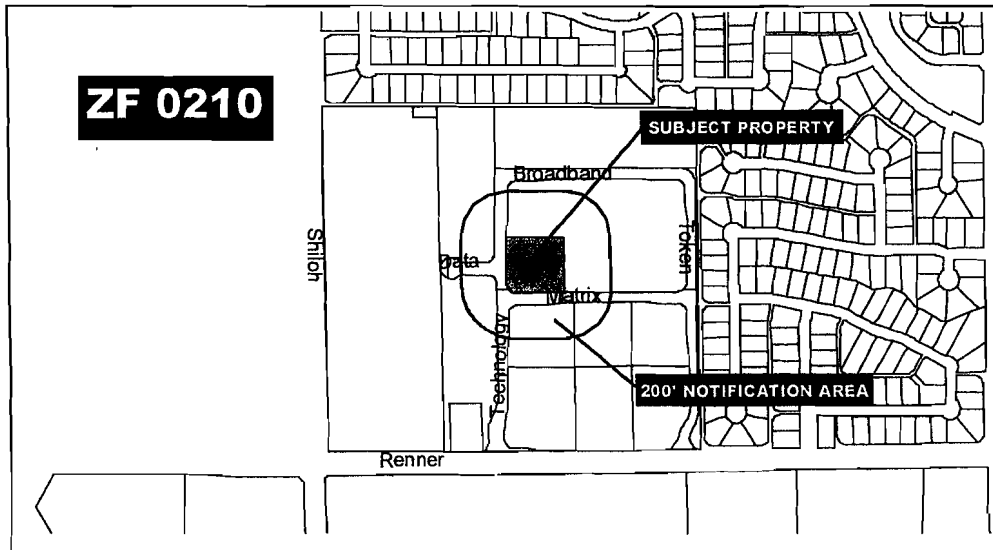 ZF 0210
SUBJECT PROPERTY
Broadband
Shiloh
Token
Data
Matrix
Technology
200' NOTIFICATION AREA
Renner